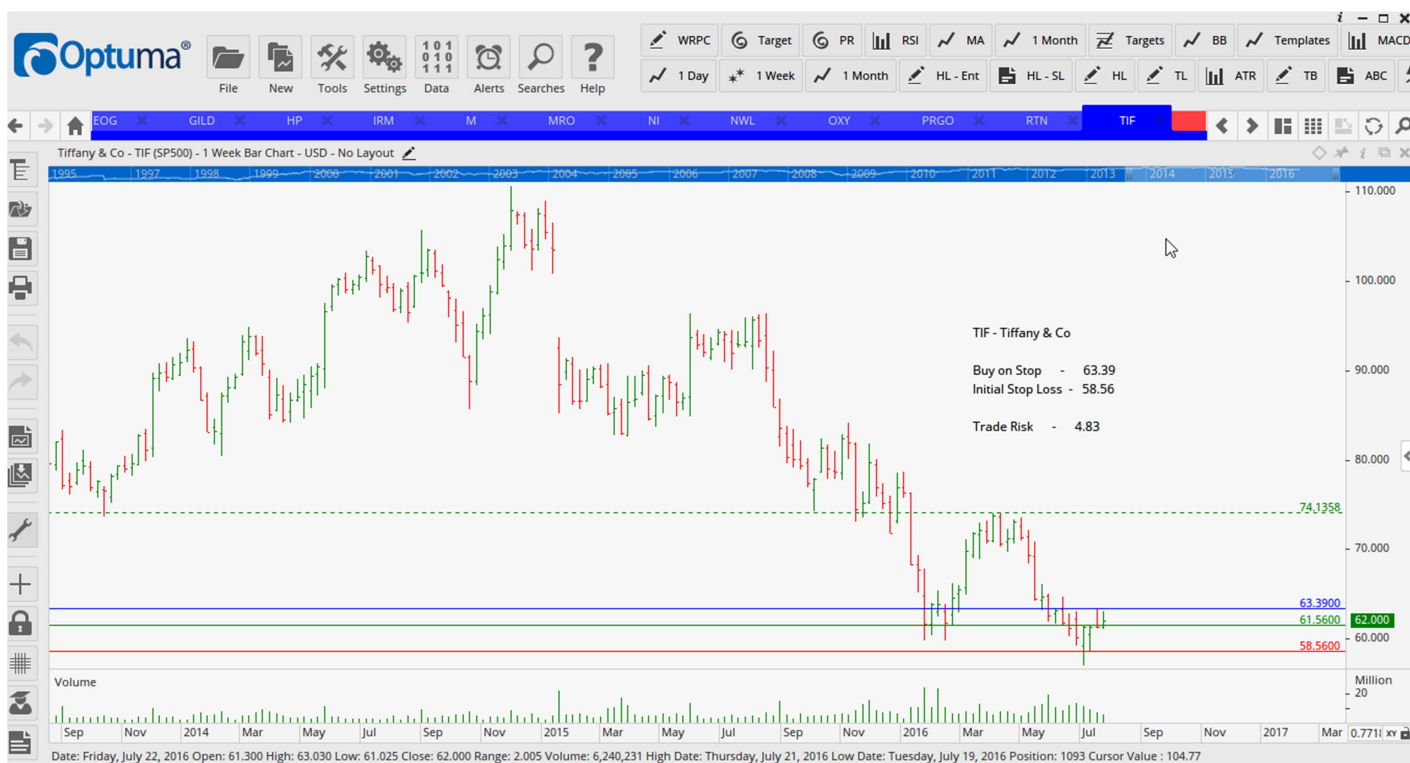 Optuma®
File
New
Tools
Settings
Data
Alerts
Searches
Help
WRPC
Target
PR
RSI
MA
1 Month
Targets
BB
Templates
MACD
1 Day
1 Week
1 Month
HL - Ent
HL - SL
HL
TL
ATR
TB
ABC
EOG
GILD
HP
IRM
M
MRO
NI
NWL
OXY
PRGO
RTN
TIF
Tiffany & Co - TIF (SP500) - 1 Week Bar Chart - USD - No Layout
1995 1997 1998 1999 2000 2001 2002 2003 2004 2005 2006 2007 2008 2009 2010 2011 2012 2013 2014 2015 2016
110.000
100.000
TIF - Tiffany & Co
Buy on Stop - 63.39
90.000
Initial Stop Loss - 58.56
Trade Risk - 4.83
80.000
74.1358
70.000
63.3900
61.5600
62.000
60.000
58.5600
Volume
Million
20
Sep Nov 2014 Mar May Jul Sep Nov 2015 Mar May Jul Sep Nov 2016 Mar May Jul Sep Nov 2017 Mar
XY
Date: Friday, July 22, 2016 Open: 61.300 High: 63.030 Low: 61.025 Close: 62.000 Range: 2.005 Volume: 6,240,231 High Date: Thursday, July 21, 2016 Low Date: Tuesday, July 19, 2016 Position: 1093 Cursor Value : 104.77